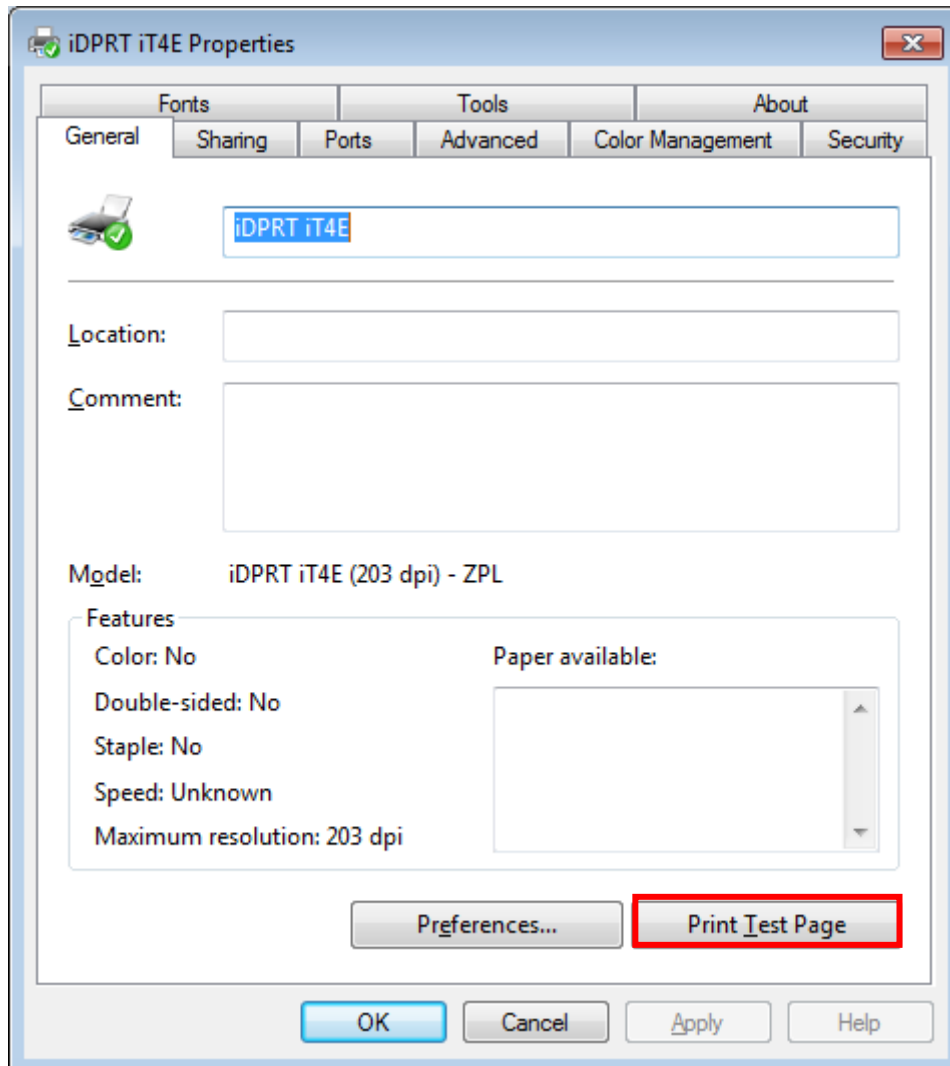 iDPRT iT4E Properties
Fonts Tools About
General Sharing Ports Advanced Color Management Security
iDPRT iT4E
Location:
Comment:
Model: iDPRT iT4E (203 dpi) - ZPL
Features
Color: No Paper available:
Double-sided: No
Staple: No
Speed: Unknown
Maximum resolution: 203 dpi
Preferences... Print Test Page
OK Cancel Apply Help